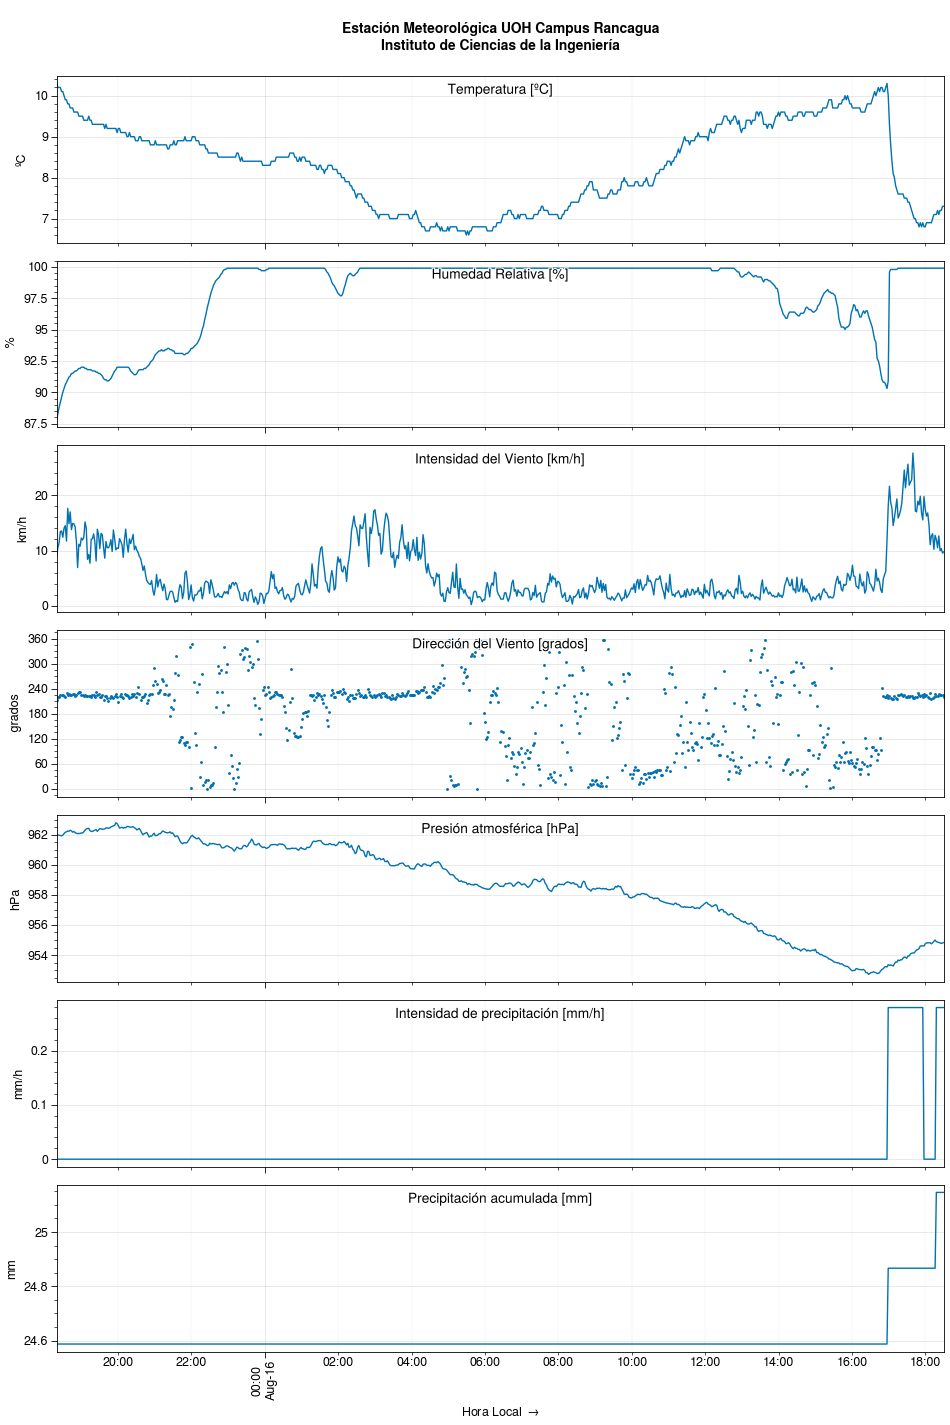 Estación Meteorológica UOH Campus Rancagua
Instituto de Ciencias de la Ingeniería
Temperatura [ºC]
10
9
8
7
ºC
Humedad Relativa [%]
100
97.5
95
92.5
90
87.5
%
Intensidad del Viento [km/h]
20
10
0
km/h
Dirección del Viento [grados]
360
300
240
180
120
60
0
grados
Presión atmosférica [hPa]
962
960
958
956
954
hPa
Intensidad de precipitación [mm/h]
0.2
0.1
0
mm/h
Precipitación acumulada [mm]
25
24.8
24.6
mm
20:00 22:00 00:00 02:00 04:00 06:00 08:00 10:00 12:00 14:00 16:00 18:00
Aug-16
Hora Local →